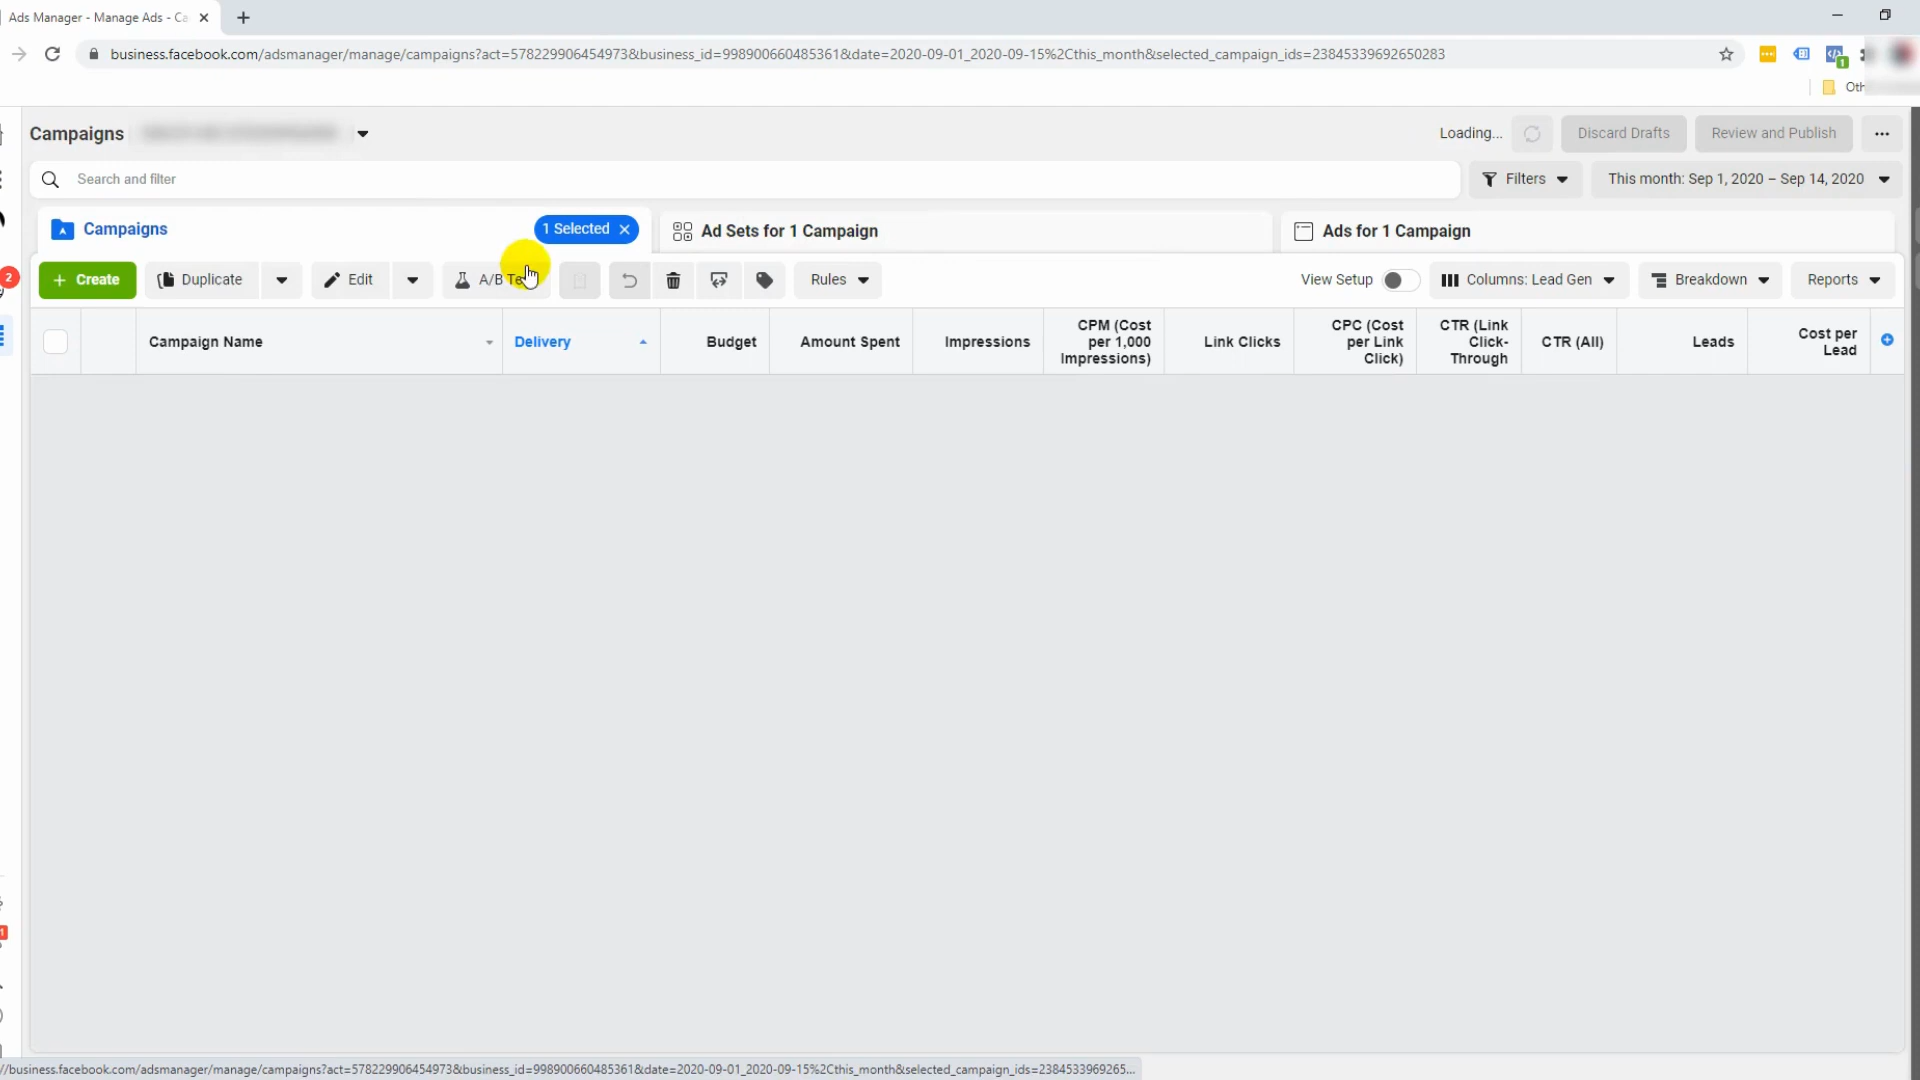 Ads Manager - Manage Ads - Ca
business.facebook.com/adsmanager/manage/campaigns?act=578229906454973&business_id=998900660485361&date=2020-09-01_2020-09-15%2Cthis_month&selected_campaign_ids=23845339692650283
1
Oth
Campaigns
Loading...
Discard Drafts
Review and Publish
Search and filter
Filters
This month: Sep 1, 2020 – Sep 14, 2020
Campaigns
1 Selected
Ad Sets for 1 Campaign
Ads for 1 Campaign
2
+ Create
Duplicate
Edit
A/B Te
Rules
View Setup
Columns: Lead Gen
Breakdown
Reports
Campaign Name
Delivery
Budget
Amount Spent
Impressions
CPM (Cost
per 1,000
Impressions)
Link Clicks
CPC (Cost
per Link
Click)
CTR (Link
Click-
Through
CTR (All)
Leads
Cost per
Lead
1
//business.facebook.com/adsmanager/manage/campaigns?act=578229906454973&business_id=998900660485361&date=2020-09-01_2020-09-15%2Cthis_month&selected_campaign_ids=2384533969265...